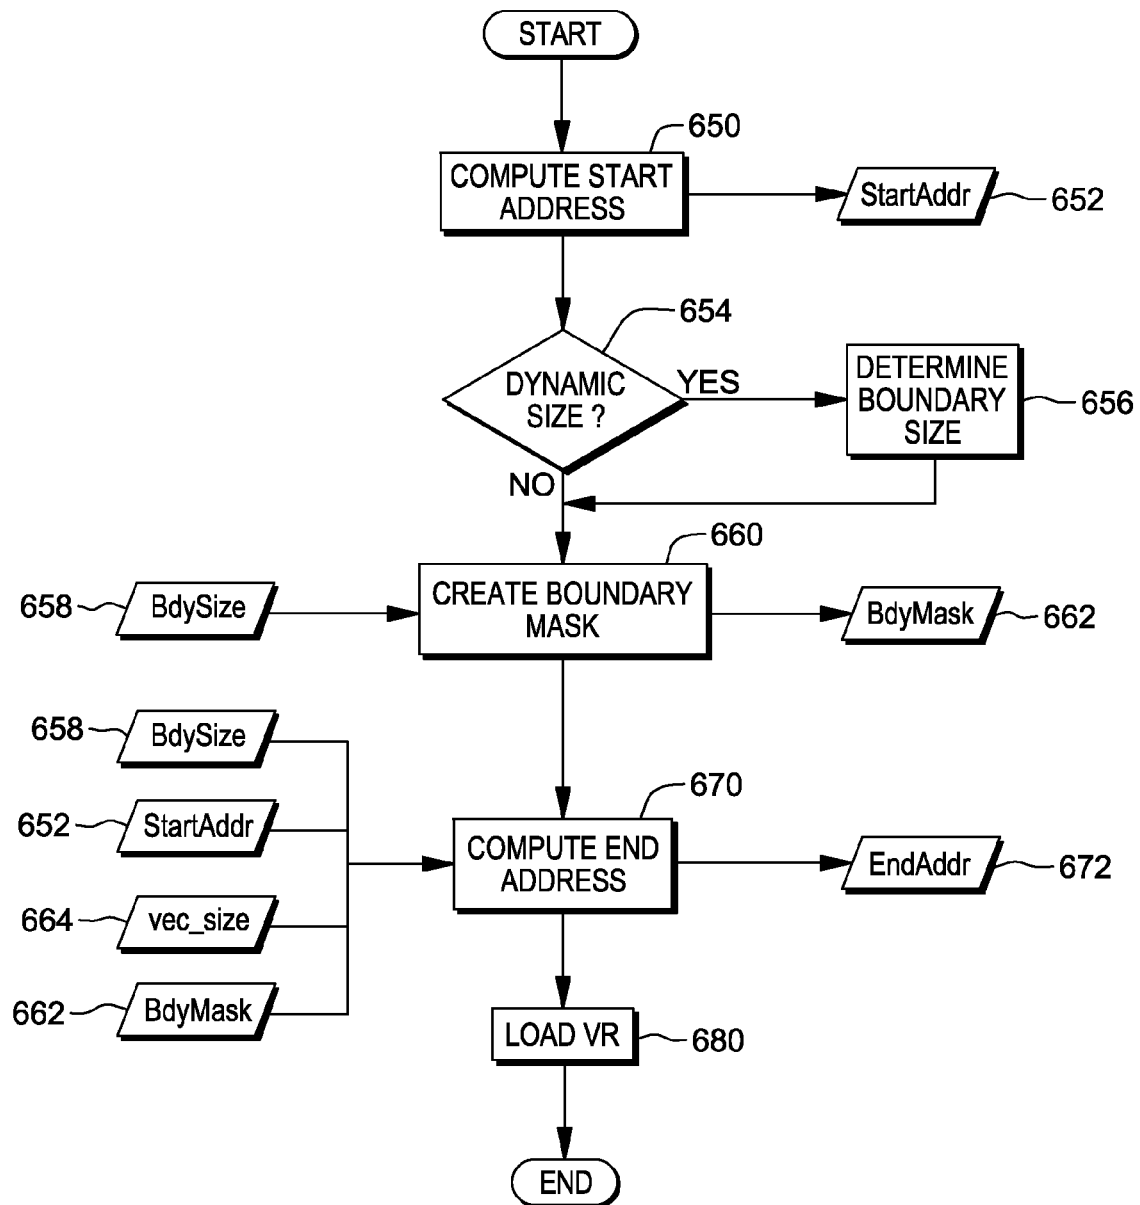 START
650
COMPUTE START
ADDRESS
StartAddr
652
654
DYNAMIC
SIZE ?
YES
DETERMINE
BOUNDARY
SIZE
656
NO
660
658
BdySize
CREATE BOUNDARY
MASK
BdyMask
662
658
BdySize
652
StartAddr
664
vec_size
662
BdyMask
670
COMPUTE END
ADDRESS
EndAddr
672
LOAD VR
680
END